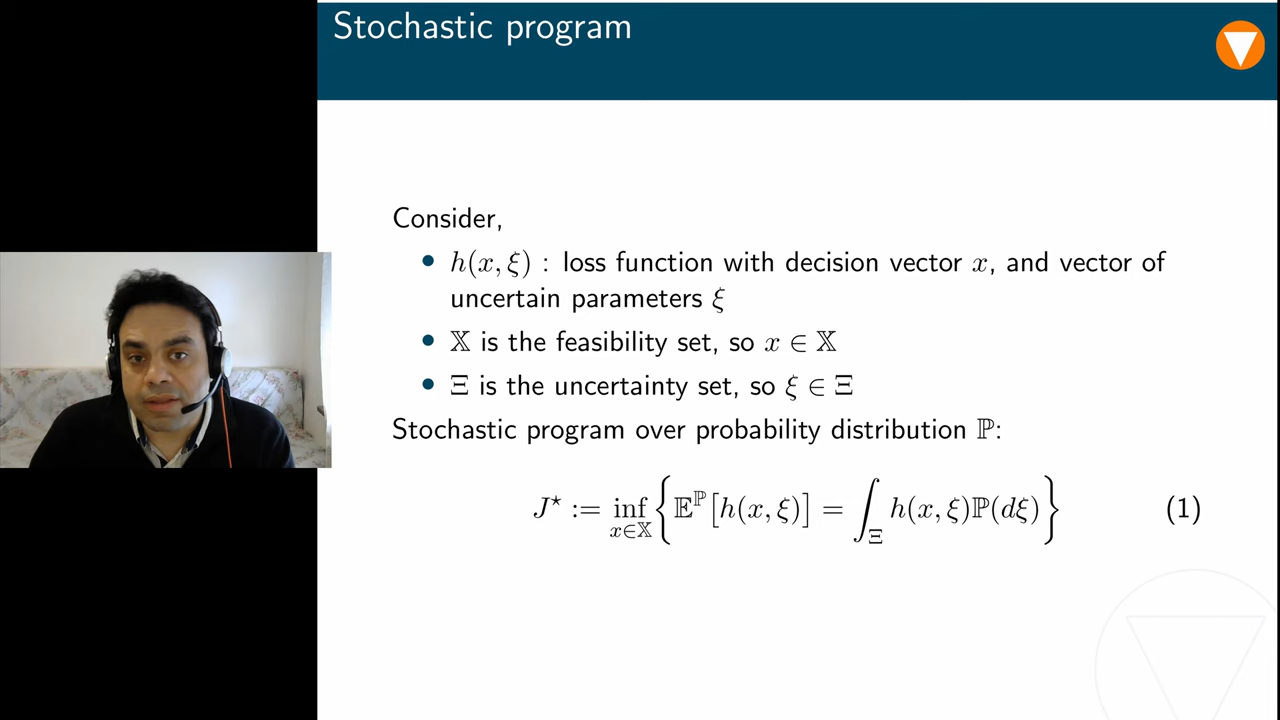 Stochastic program
Consider,
• h(x, ξ) : loss function with decision vector x, and vector of
uncertain parameters ξ
• 𝕏 is the feasibility set, so x ∈ 𝕏
• Ξ is the uncertainty set, so ξ ∈ Ξ
Stochastic program over probability distribution ℙ:
J⋆ := inf_{x∈𝕏} { 𝔼^ℙ [h(x, ξ)] = ∫_Ξ h(x, ξ)ℙ(dξ) } (1)